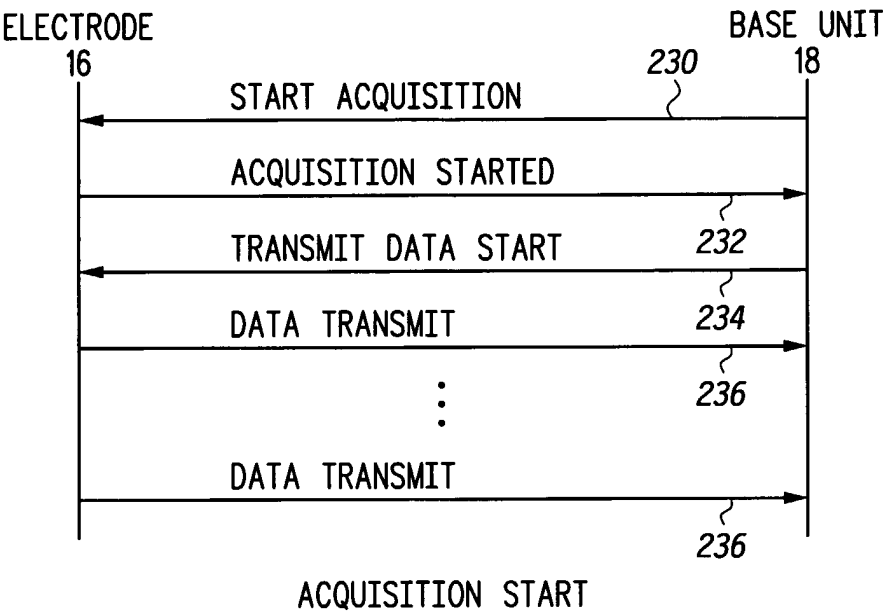 ELECTRODE
16
BASE UNIT
18
230
START ACQUISITION
ACQUISITION STARTED
232
TRANSMIT DATA START
234
DATA TRANSMIT
236
DATA TRANSMIT
236
ACQUISITION START